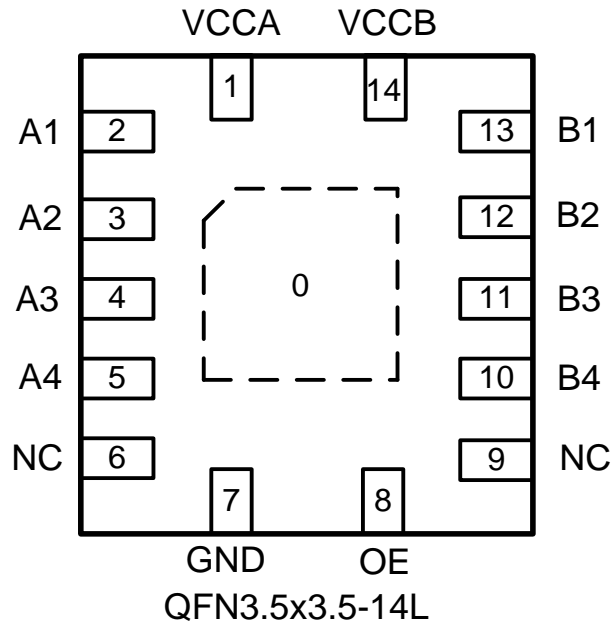 VCCA VCCB
1 14
A1 2 13 B1
A2 3 12 B2
0
A3 4 11 B3
A4 5 10 B4
NC 6 9 NC
7 8
GND OE
QFN3.5x3.5-14L